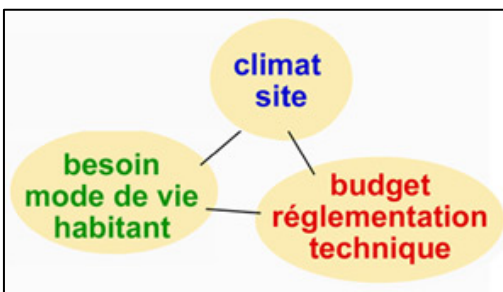 climat
site
besoin
mode de vie
habitant
budget
réglementation
technique